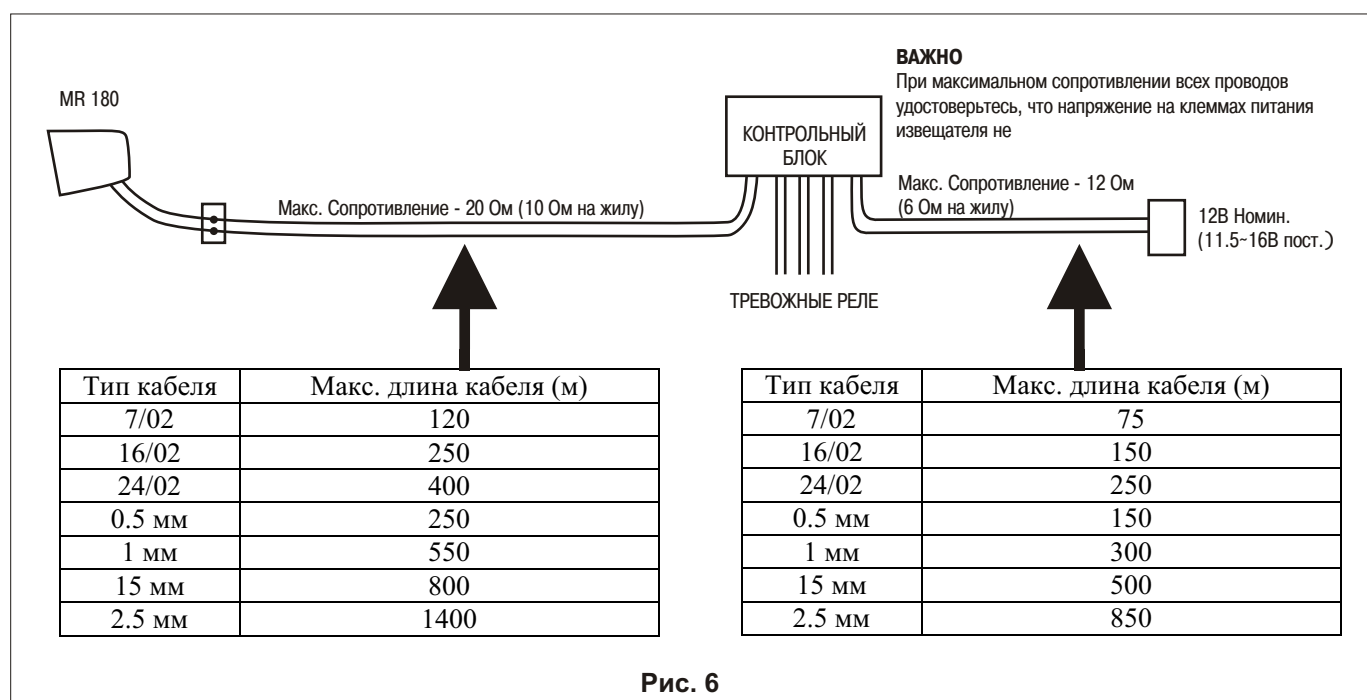 ВАЖНО
При максимальном сопротивлении всех проводов
удостоверьтесь, что напряжение на клеммах питания
извещателя не
MR 180
КОНТРОЛЬНЫЙ
БЛОК
Макс. Сопротивление - 20 Ом (10 Ом на жилу)
Макс. Сопротивление - 12 Ом
(6 Ом на жилу)
12В Номин.
(11.5~16В пост.)
ТРЕВОЖНЫЕ РЕЛЕ
Тип кабеля Макс. длина кабеля (м)
7/02 120
16/02 250
24/02 400
0.5 мм 250
1 мм 550
15 мм 800
2.5 мм 1400
Тип кабеля Макс. длина кабеля (м)
7/02 75
16/02 150
24/02 250
0.5 мм 150
1 мм 300
15 мм 500
2.5 мм 850
Рис. 6